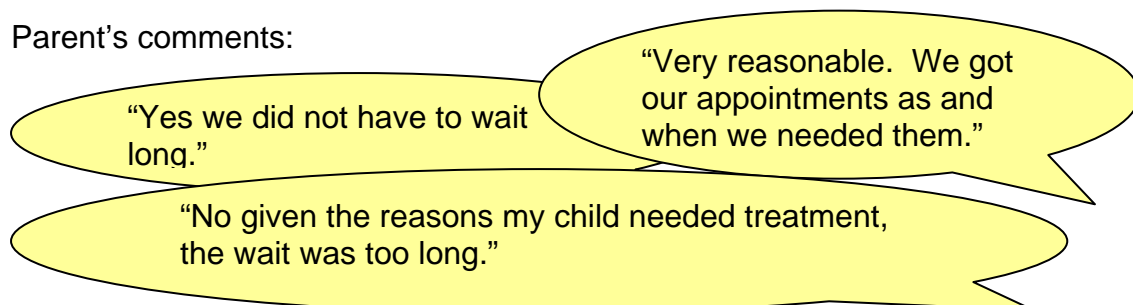 Parent’s comments:
“Yes we did not have to wait
long.”
“Very reasonable.  We got
our appointments as and
when we needed them.”
“No given the reasons my child needed treatment,
the wait was too long.”